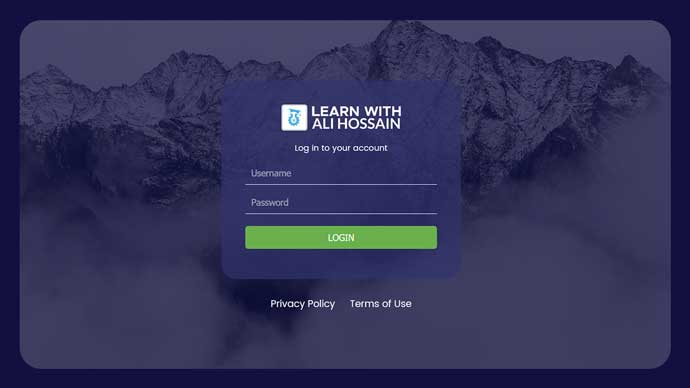 LEARN WITH
ALI HOSSAIN
Log in to your account
Username
Password
LOGIN
Privacy Policy Terms of Use